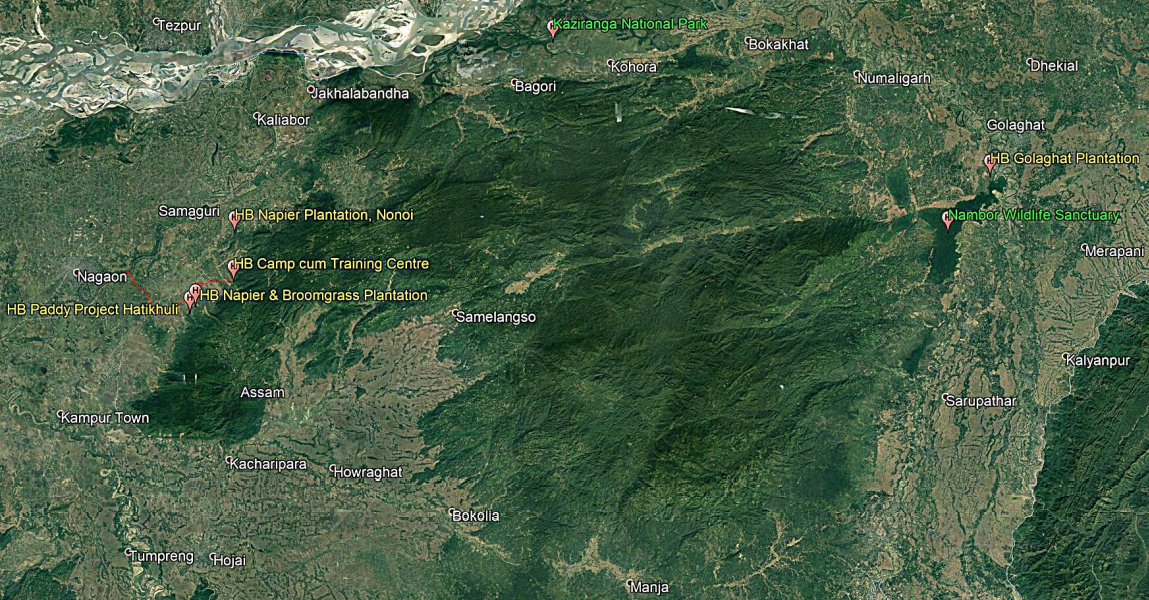 Tezpur
Kaziranga National Park
Bokakhat
Kohora
Dhekial
Numaligarh
Bagori
Jakhalabandha
Kaliabor
Golaghat
HB Golaghat Plantation
Samaguri
HB Napier Plantation, Nonoi
Nambor Wildlife Sanctuary
Merapani
HB Camp cum Training Centre
Nagaon
HB Napier & Broomgrass Plantation
HB Paddy Project Hatikhuli
Samelangso
Kalyanpur
Assam
Sarupathar
Kampur Town
Kacharipara
Howraghat
Bokolla
Tumpreng
Hojai
Manja